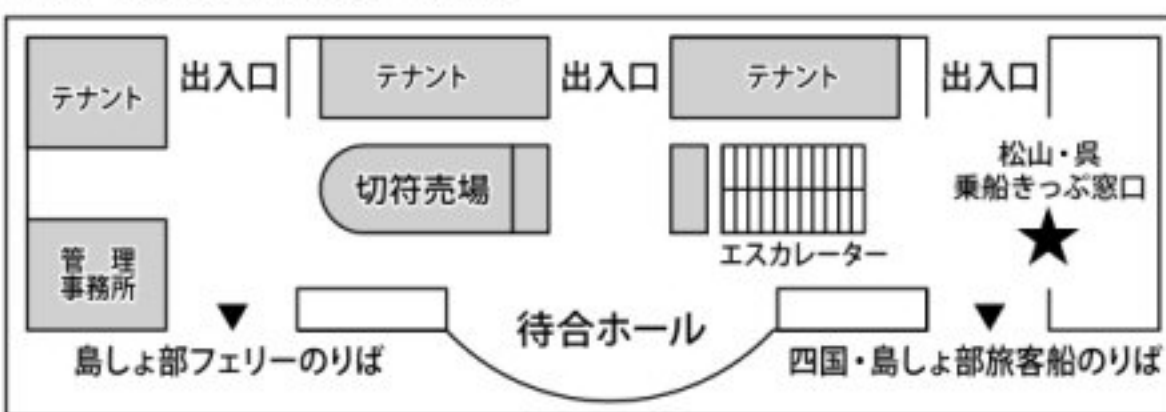 テナント
出入口
テナント
出入口
テナント
出入口
松山・呉
乗船きっぷ窓口
切符売場
エスカレーター
管 理
事務所
待合ホール
島しょ部フェリーのりば
四国・島しょ部旅客船のりば